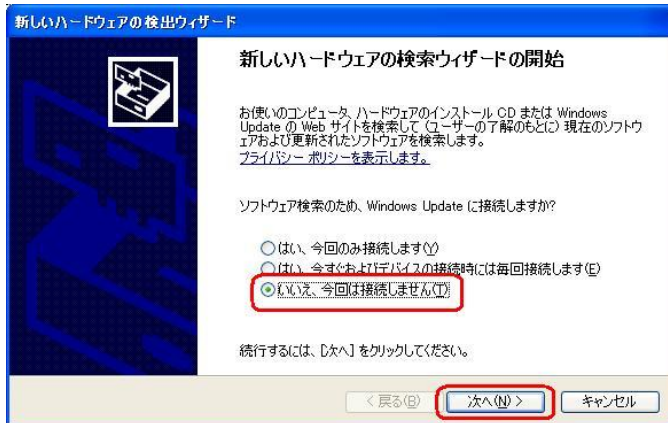 新しいハードウェアの検出ウィザード
新しいハードウェアの検索ウィザードの開始
お使いのコンピュータ、ハードウェアのインストール CD または Windows
Update の Web サイトを検索して (ユーザーの了解のもとに) 現在のソフトウ
ェアおよび更新されたソフトウェアを検索します。
プライバシー ポリシーを表示します。
ソフトウェア検索のため、Windows Update に接続しますか?
はい、今回のみ接続します(Y)
はい、今すぐおよびデバイスの接続時には毎回接続します(E)
いいえ、今回は接続しません(T)
続行するには、[次へ] をクリックしてください。
< 戻る(B) 次へ(N) > キャンセル